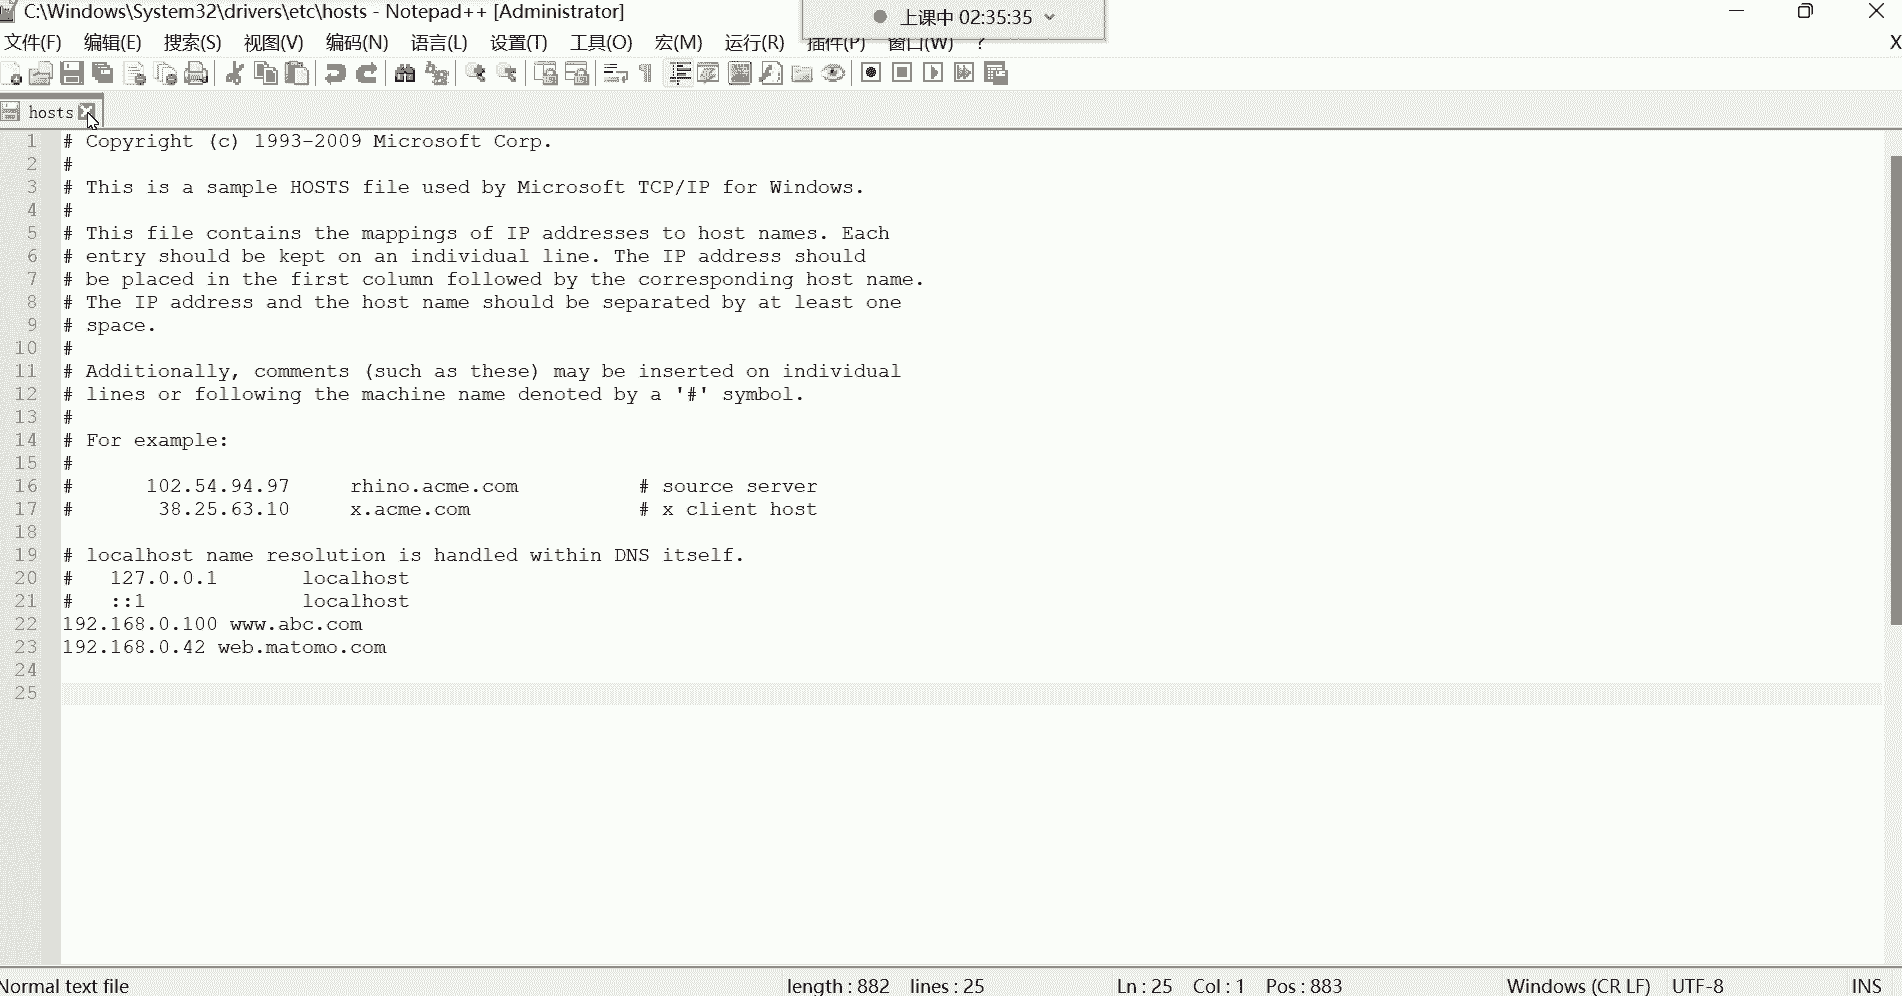 C:\Windows\System32\drivers\etc\hosts - Notepad++ [Administrator]
上课中 02:35:35
文件(F) 编辑(E) 搜索(S) 视图(V) 编码(N) 语言(L) 设置(T) 工具(O) 宏(M) 运行(R) 插件(P) 窗口(W) ? X
hosts
1 # Copyright (c) 1993-2009 Microsoft Corp.
2 #
3 # This is a sample HOSTS file used by Microsoft TCP/IP for Windows.
4 #
5 # This file contains the mappings of IP addresses to host names. Each
6 # entry should be kept on an individual line. The IP address should
7 # be placed in the first column followed by the corresponding host name.
8 # The IP address and the host name should be separated by at least one
9 # space.
10 #
11 # Additionally, comments (such as these) may be inserted on individual
12 # lines or following the machine name denoted by a '#' symbol.
13 #
14 # For example:
15 #
16 #      102.54.94.97     rhino.acme.com          # source server
17 #       38.25.63.10     x.acme.com              # x client host
18
19 # localhost name resolution is handled within DNS itself.
20 #   127.0.0.1       localhost
21 #   ::1             localhost
22 192.168.0.100 www.abc.com
23 192.168.0.42 web.matomo.com
24
25
Normal text file length : 882 lines : 25 Ln : 25 Col : 1 Pos : 883 Windows (CR LF) UTF-8 INS